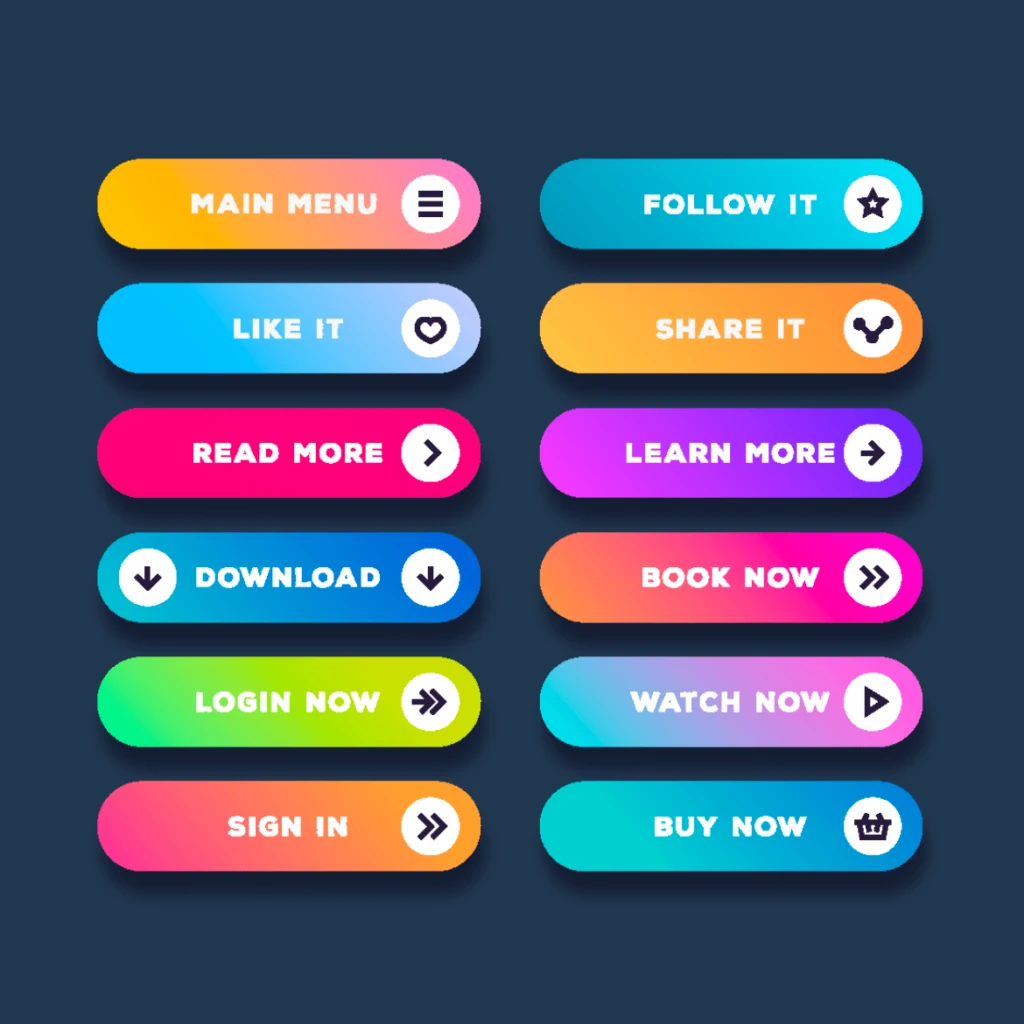 MAIN MENU
FOLLOW IT
LIKE IT
SHARE IT
READ MORE
LEARN MORE
DOWNLOAD
BOOK NOW
LOGIN NOW
WATCH NOW
SIGN IN
BUY NOW